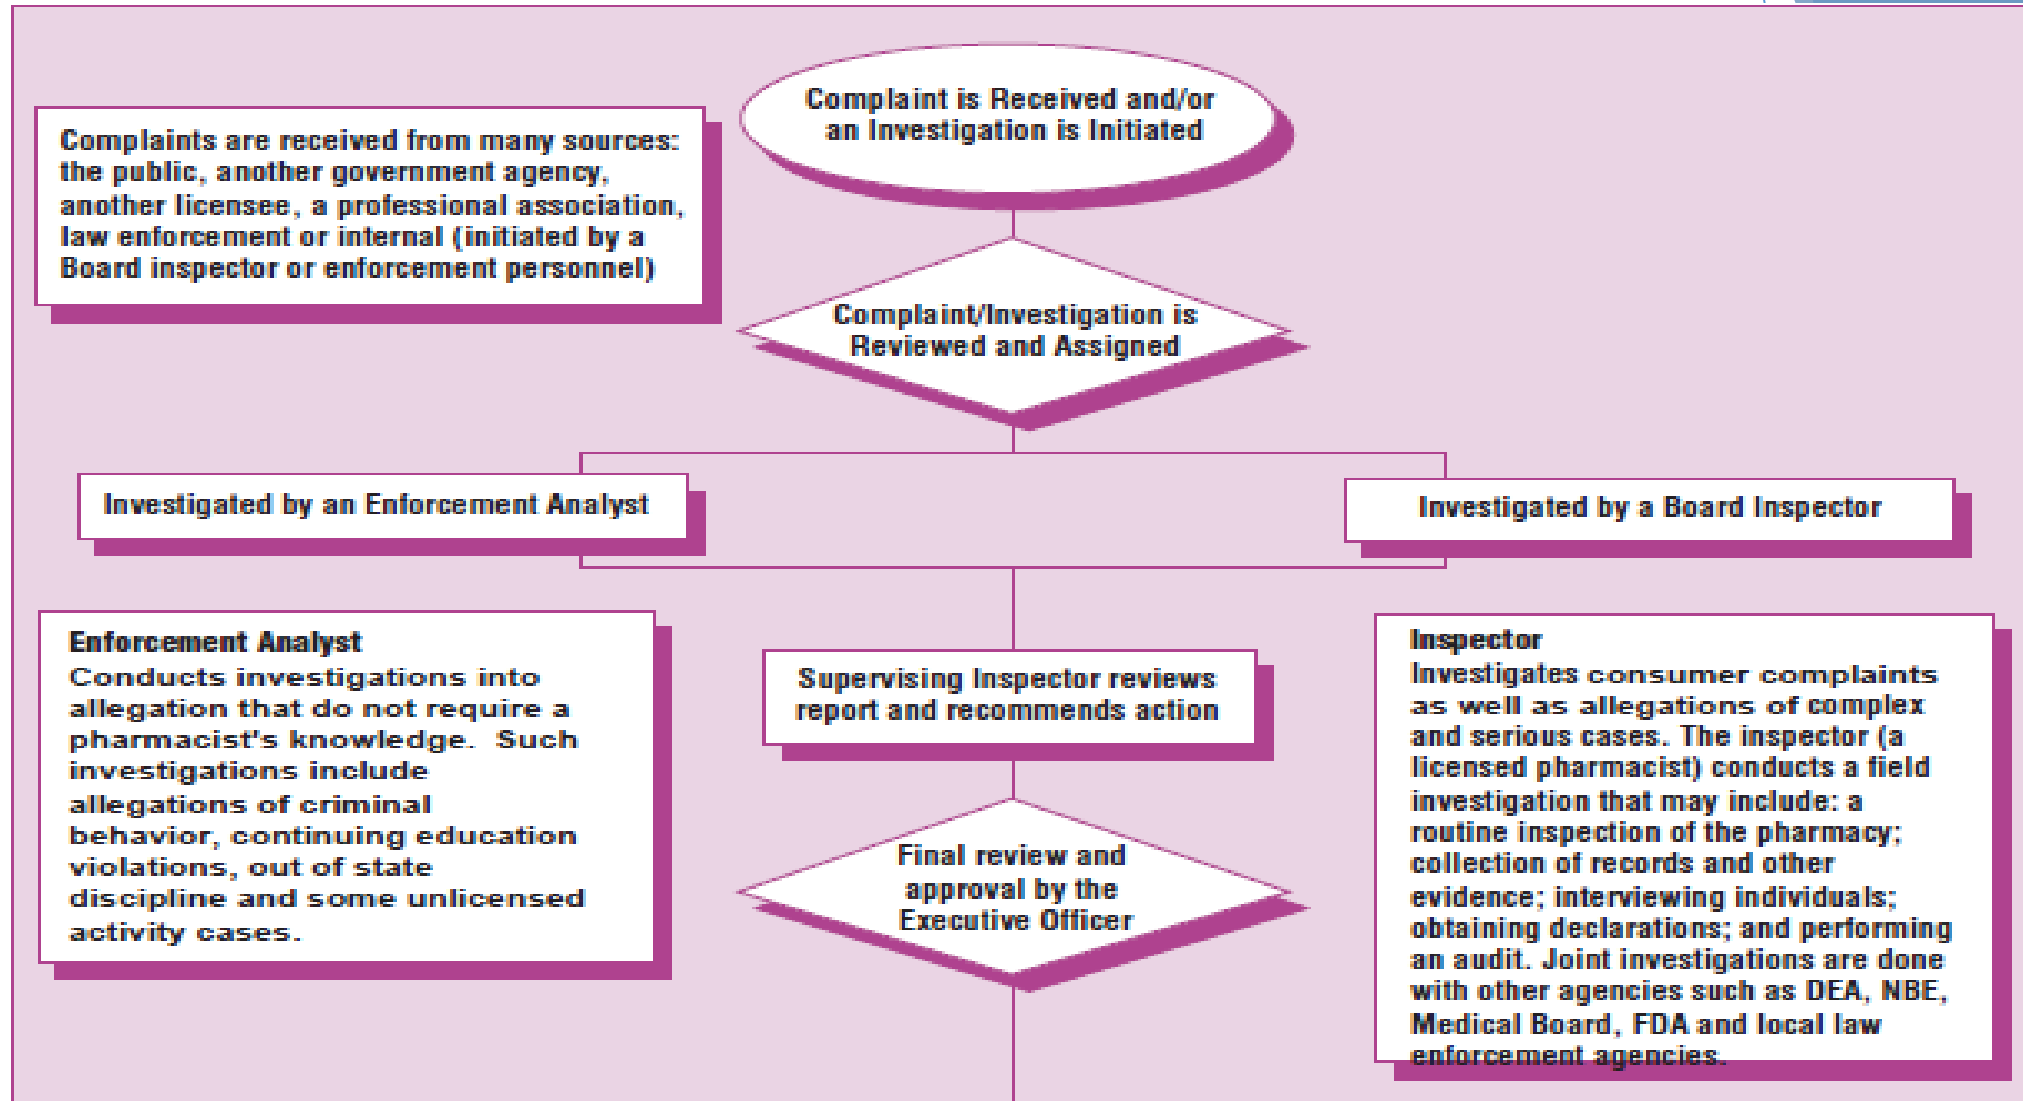 Complaint is Received and/or
an Investigation is Initiated
Complaints are received from many sources:
the public, another government agency,
another licensee, a professional association,
law enforcement or internal (initiated by a
Board inspector or enforcement personnel)
Complaint/Investigation is
Reviewed and Assigned
Investigated by an Enforcement Analyst
Investigated by a Board Inspector
Enforcement Analyst
Conducts investigations into
allegation that do not require a
pharmacist's knowledge. Such
investigations include
allegations of criminal
behavior, continuing education
violations, out of state
discipline and some unlicensed
activity cases.
Supervising Inspector reviews
report and recommends action
Final review and
approval by the
Executive Officer
Inspector
Investigates consumer complaints
as well as allegations of complex
and serious cases. The inspector (a
licensed pharmacist) conducts a field
investigation that may include: a
routine inspection of the pharmacy;
collection of records and other
evidence; interviewing individuals;
obtaining declarations; and performing
an audit. Joint investigations are done
with other agencies such as DEA, NBE,
Medical Board, FDA and local law
enforcement agencies.